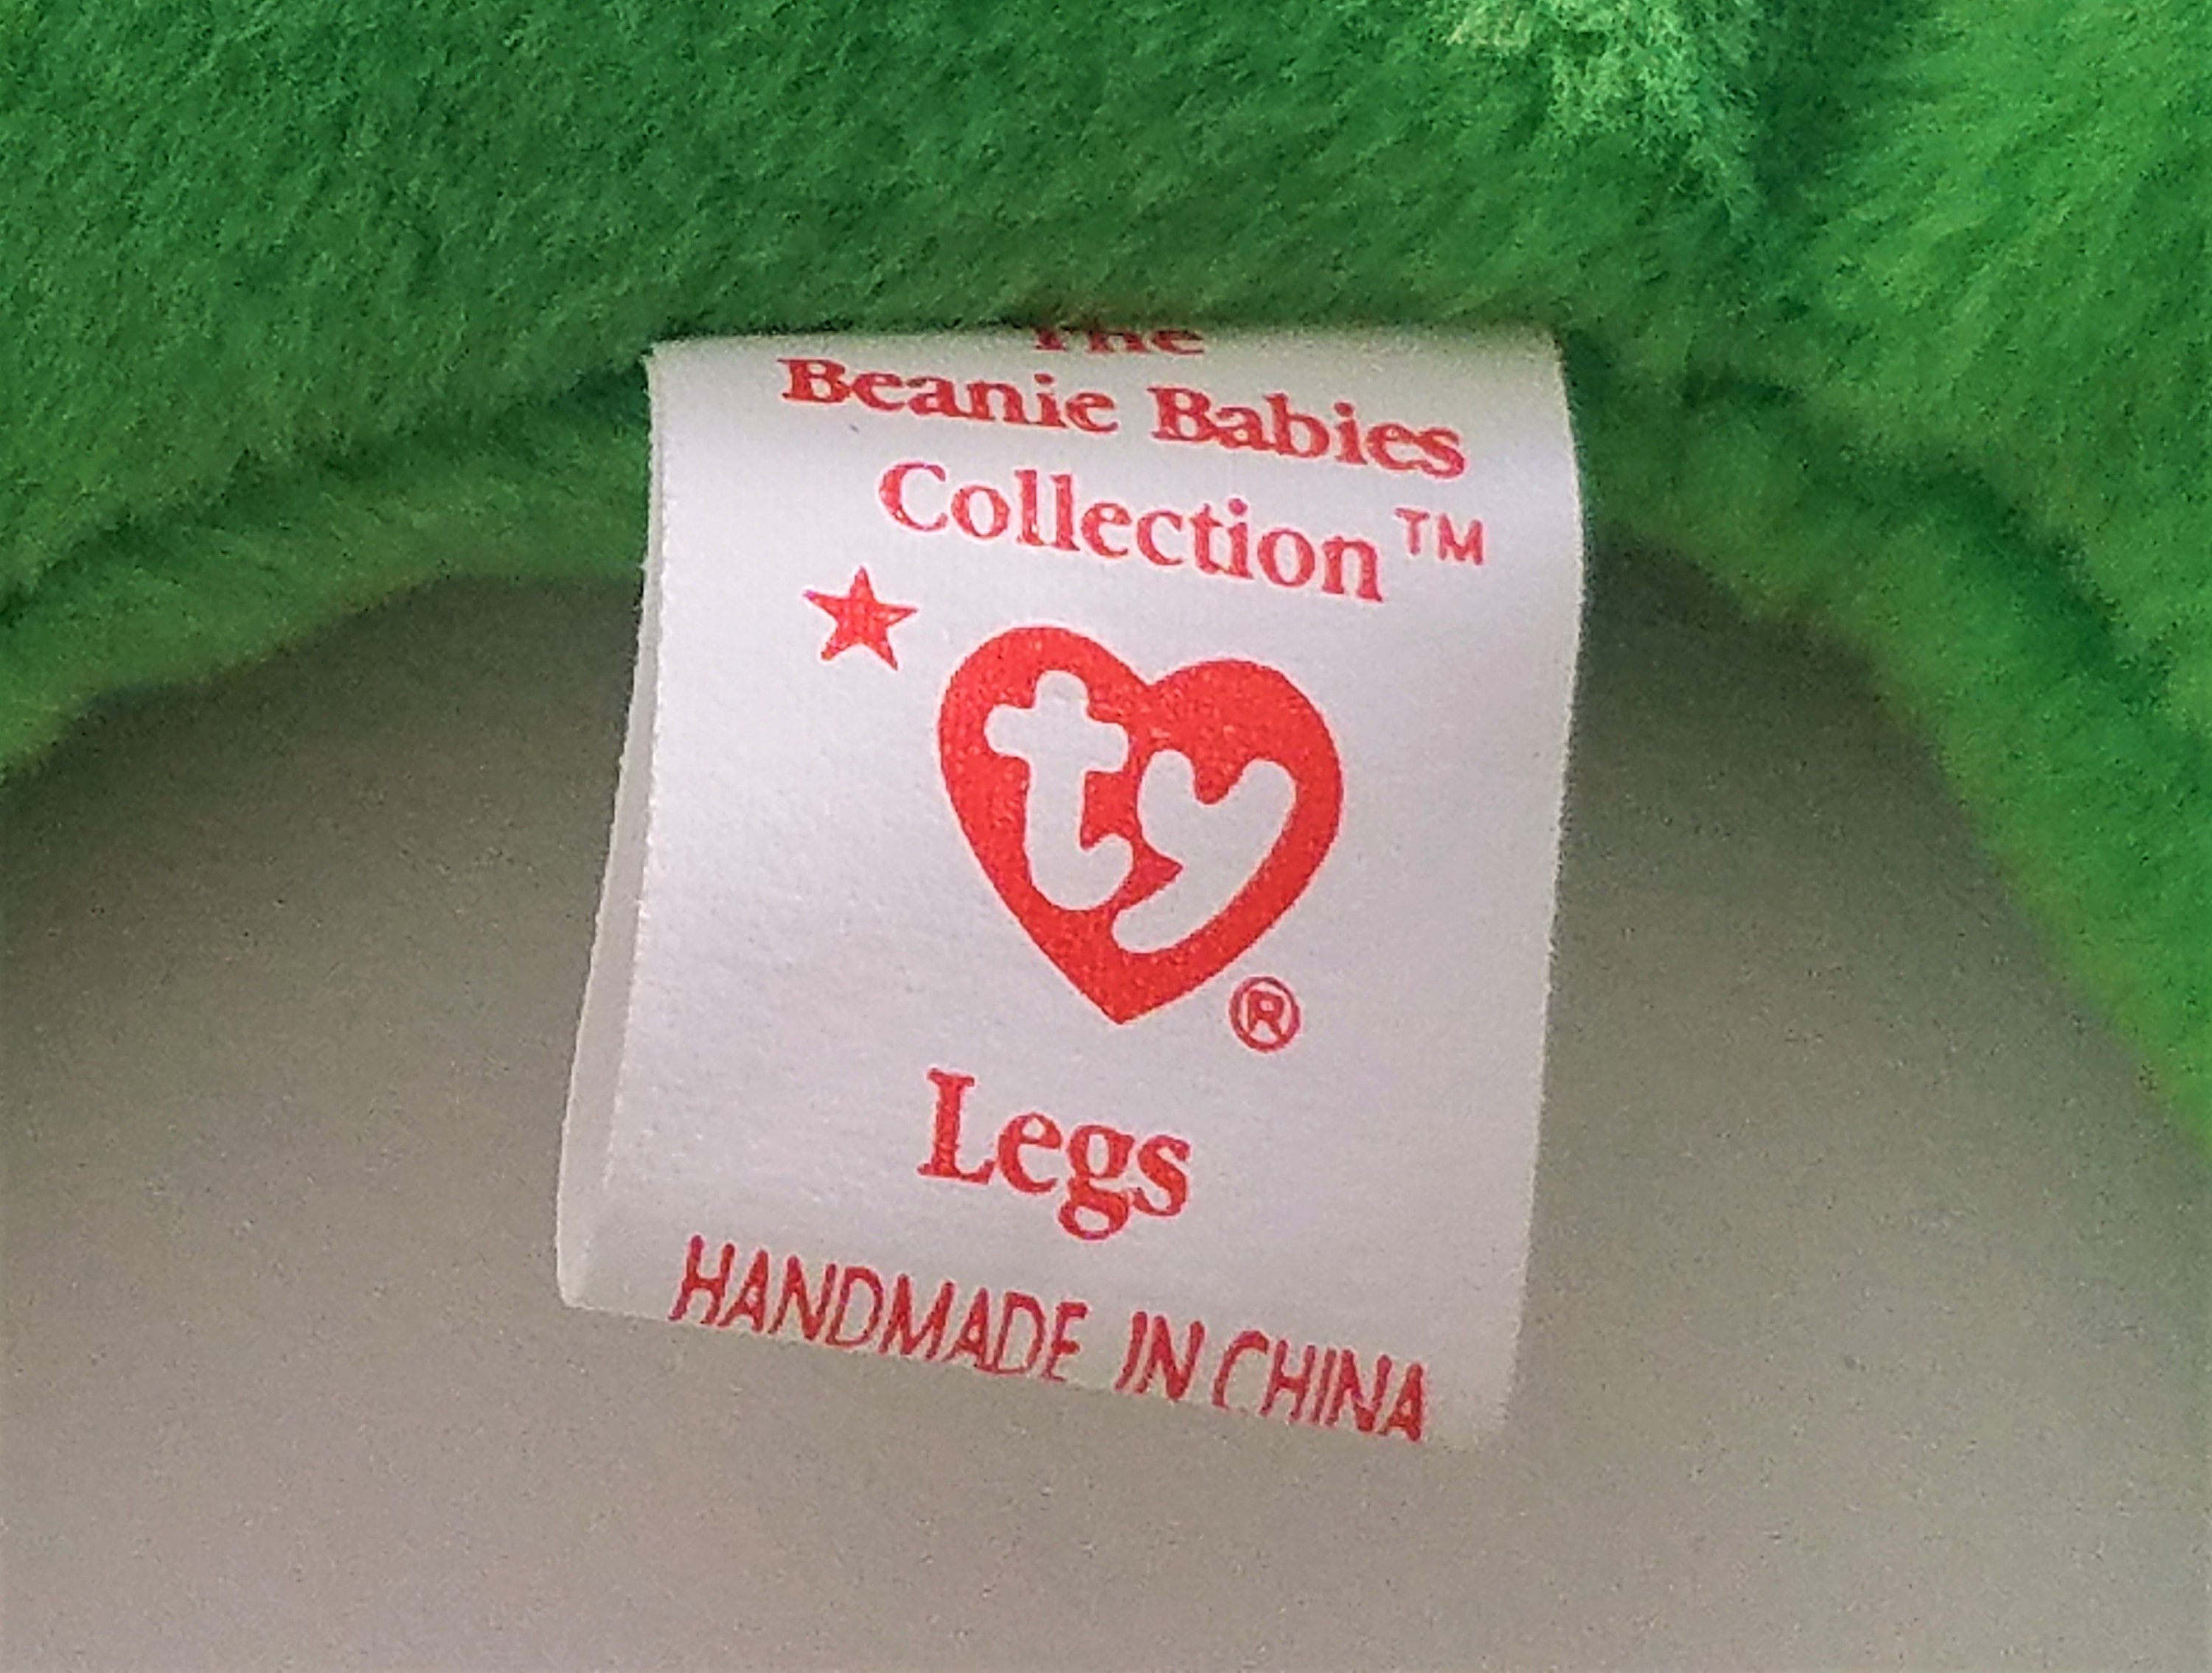 The
Beanie Babies
Collection™
ty
®
Legs
HANDMADE IN CHINA